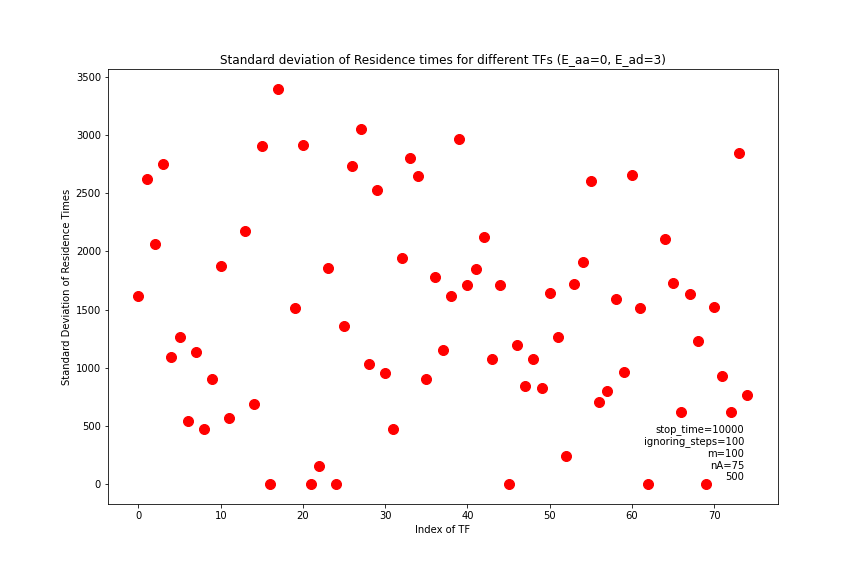 Standard deviation of Residence times for different TFs (E_aa=0, E_ad=3)
Standard Deviation of Residence Times
3500
3000
2500
2000
1500
1000
500
0
stop_time=10000
ignoring_steps=100
m=100
nA=75
500
0 10 20 30 40 50 60 70
Index of TF